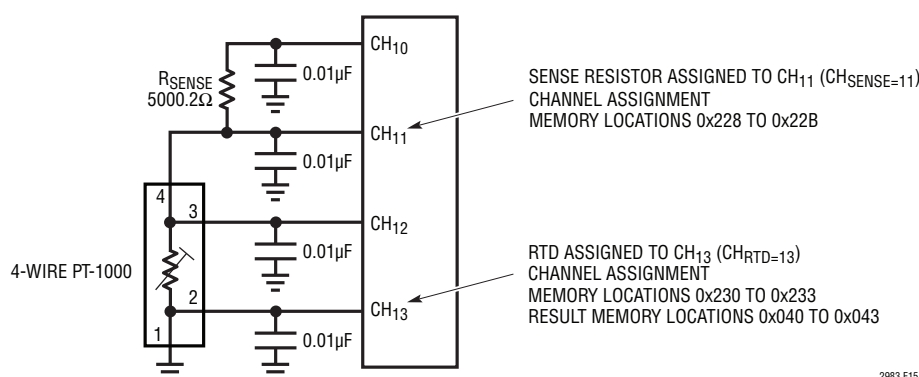 CH10
RSENSE
5000.2Ω
0.01µF
SENSE RESISTOR ASSIGNED TO CH11 (CHSENSE=11)
CHANNEL ASSIGNMENT
MEMORY LOCATIONS 0x228 TO 0x22B
CH11
0.01µF
4
3
CH12
4-WIRE PT-1000
0.01µF
RTD ASSIGNED TO CH13 (CHRTD=13)
CHANNEL ASSIGNMENT
MEMORY LOCATIONS 0x230 TO 0x233
RESULT MEMORY LOCATIONS 0x040 TO 0x043
2
CH13
1
0.01µF
2983 F15